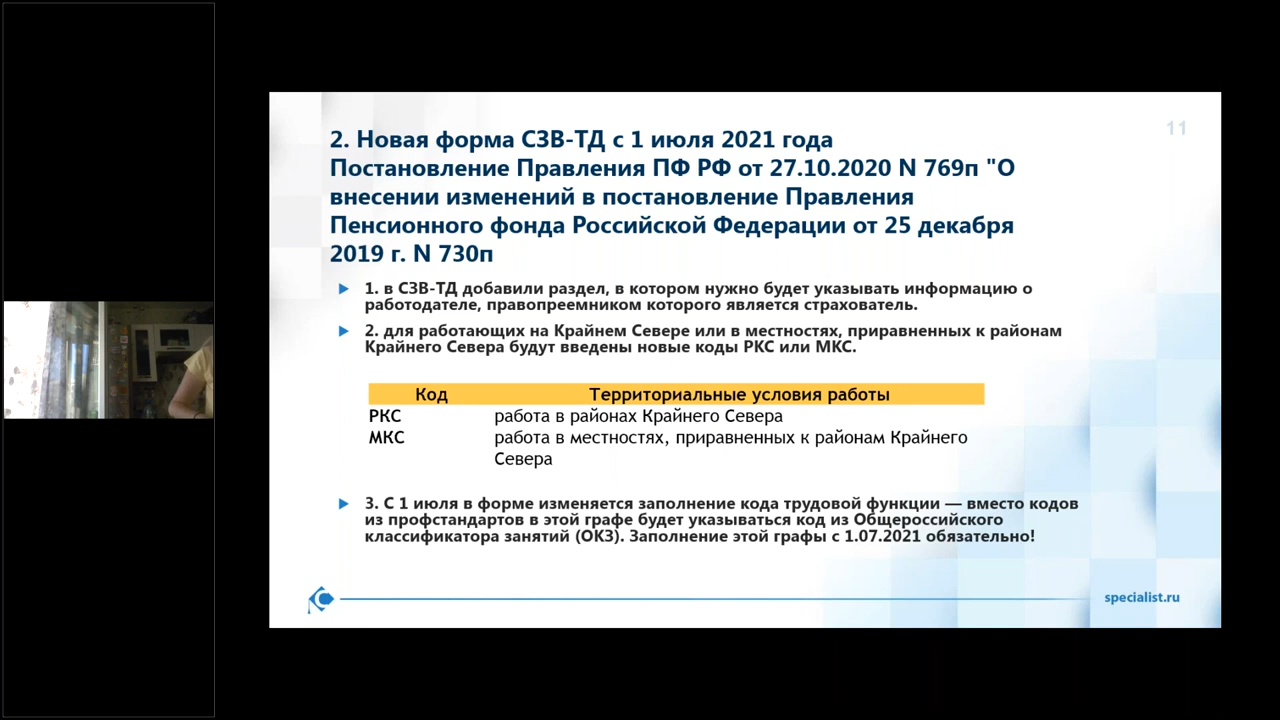 11
2. Новая форма СЗВ-ТД с 1 июля 2021 года
Постановление Правления ПФ РФ от 27.10.2020 N 769п "О
внесении изменений в постановление Правления
Пенсионного фонда Российской Федерации от 25 декабря
2019 г. N 730п
1. в СЗВ-ТД добавили раздел, в котором нужно будет указывать информацию о
работодателе, правопреемником которого является страхователь.
2. для работающих на Крайнем Севере или в местностях, приравненных к районам
Крайнего Севера будут введены новые коды РКС или МКС.
Код Территориальные условия работы
РКС работа в районах Крайнего Севера
МКС работа в местностях, приравненных к районам Крайнего
Севера
3. С 1 июля в форме изменяется заполнение кода трудовой функции — вместо кодов
из профстандартов в этой графе будет указываться код из Общероссийского
классификатора занятий (ОКЗ). Заполнение этой графы с 1.07.2021 обязательно!
specialist.ru